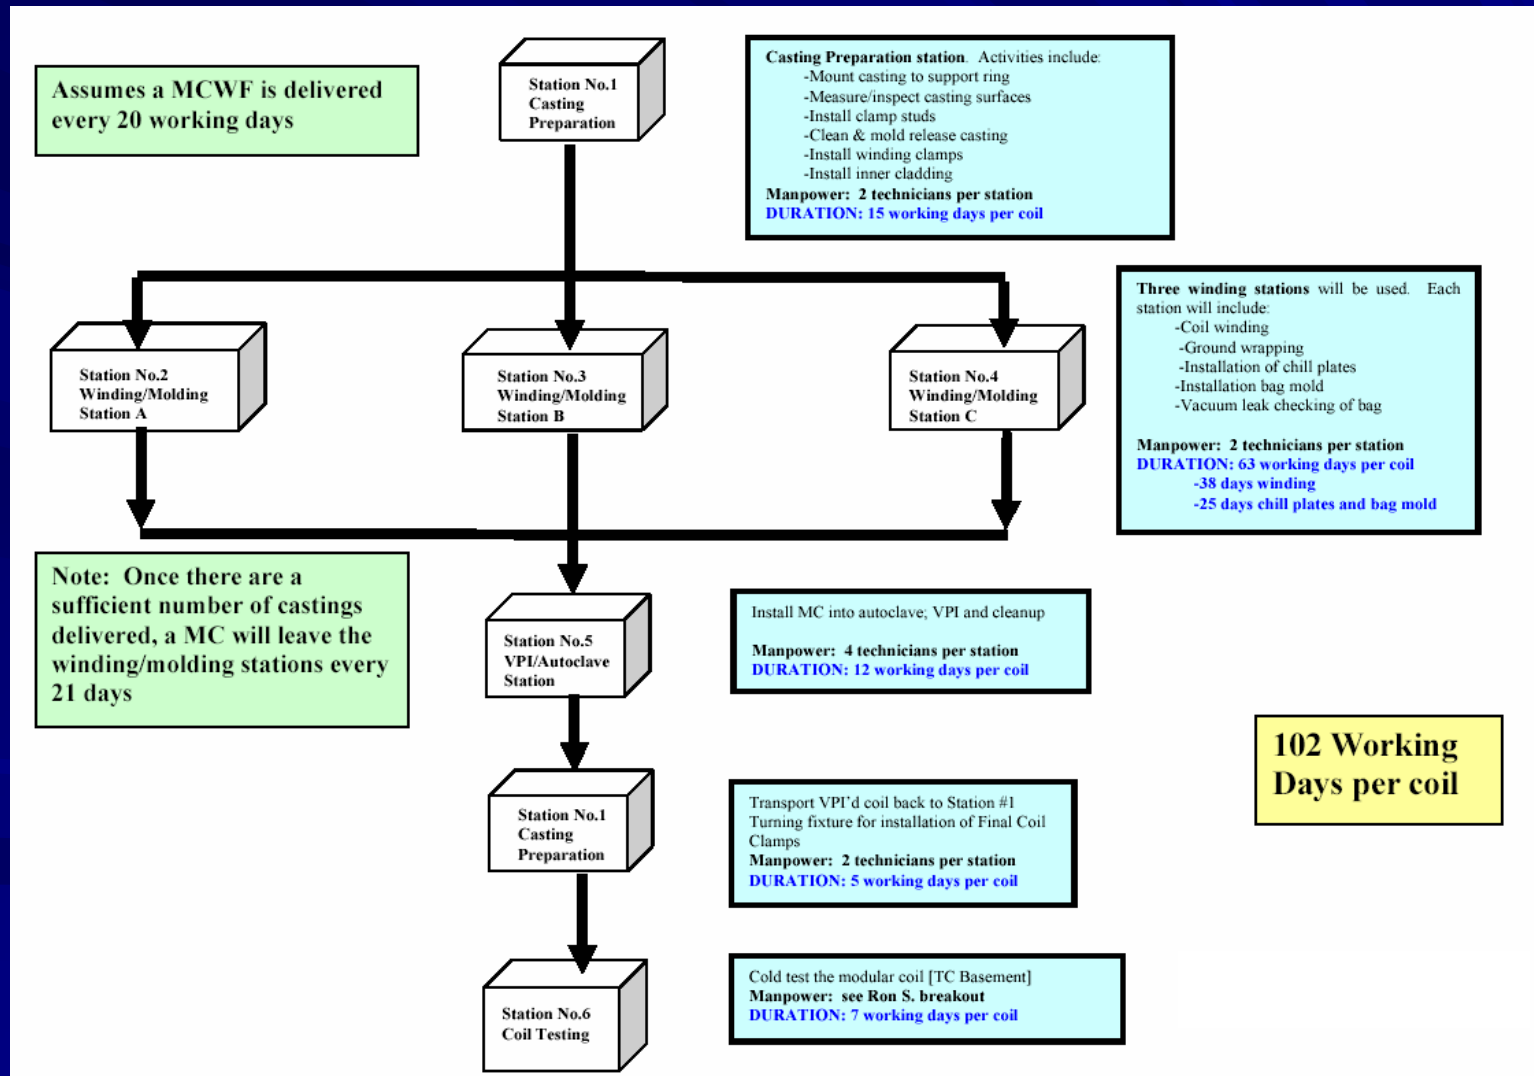 Assumes a MCWF is delivered
every 20 working days
Station No.1
Casting
Preparation
Casting Preparation station. Activities include:
-Mount casting to support ring
-Measure/inspect casting surfaces
-Install clamp studs
-Clean & mold release casting
-Install winding clamps
-Install inner cladding
Manpower: 2 technicians per station
DURATION: 15 working days per coil
Station No.2
Winding/Molding
Station A
Station No.3
Winding/Molding
Station B
Station No.4
Winding/Molding
Station C
Three winding stations will be used. Each
station will include:
-Coil winding
-Ground wrapping
-Installation of chill plates
-Installation bag mold
-Vacuum leak checking of bag
Manpower: 2 technicians per station
DURATION: 63 working days per coil
-38 days winding
-25 days chill plates and bag mold
Note: Once there are a
sufficient number of castings
delivered, a MC will leave the
winding/molding stations every
21 days
Station No.5
VPI/Autoclave
Station
Install MC into autoclave; VPI and cleanup
Manpower: 4 technicians per station
DURATION: 12 working days per coil
102 Working
Days per coil
Station No.1
Casting
Preparation
Transport VPI'd coil back to Station #1
Turning fixture for installation of Final Coil
Clamps
Manpower: 2 technicians per station
DURATION: 5 working days per coil
Station No.6
Coil Testing
Cold test the modular coil [TC Basement]
Manpower: see Ron S. breakout
DURATION: 7 working days per coil